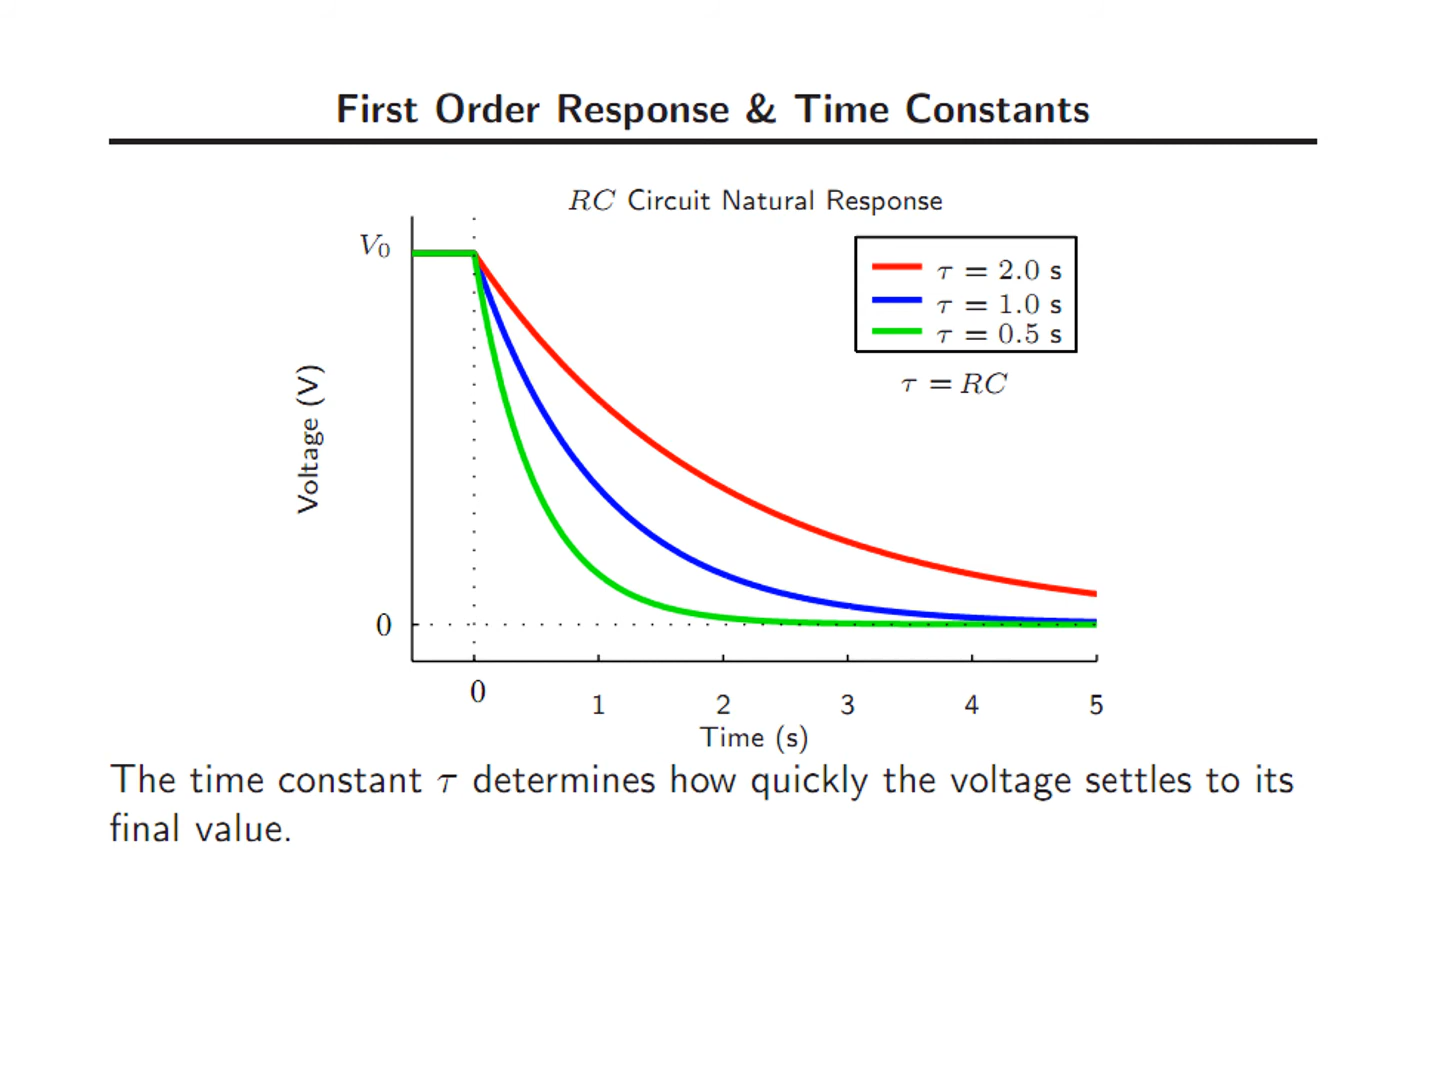 First Order Response & Time Constants
RC Circuit Natural Response
V₀
τ = 2.0 s
τ = 1.0 s
τ = 0.5 s
τ = RC
Voltage (V)
0
0 1 2 3 4 5
Time (s)
The time constant τ determines how quickly the voltage settles to its
final value.